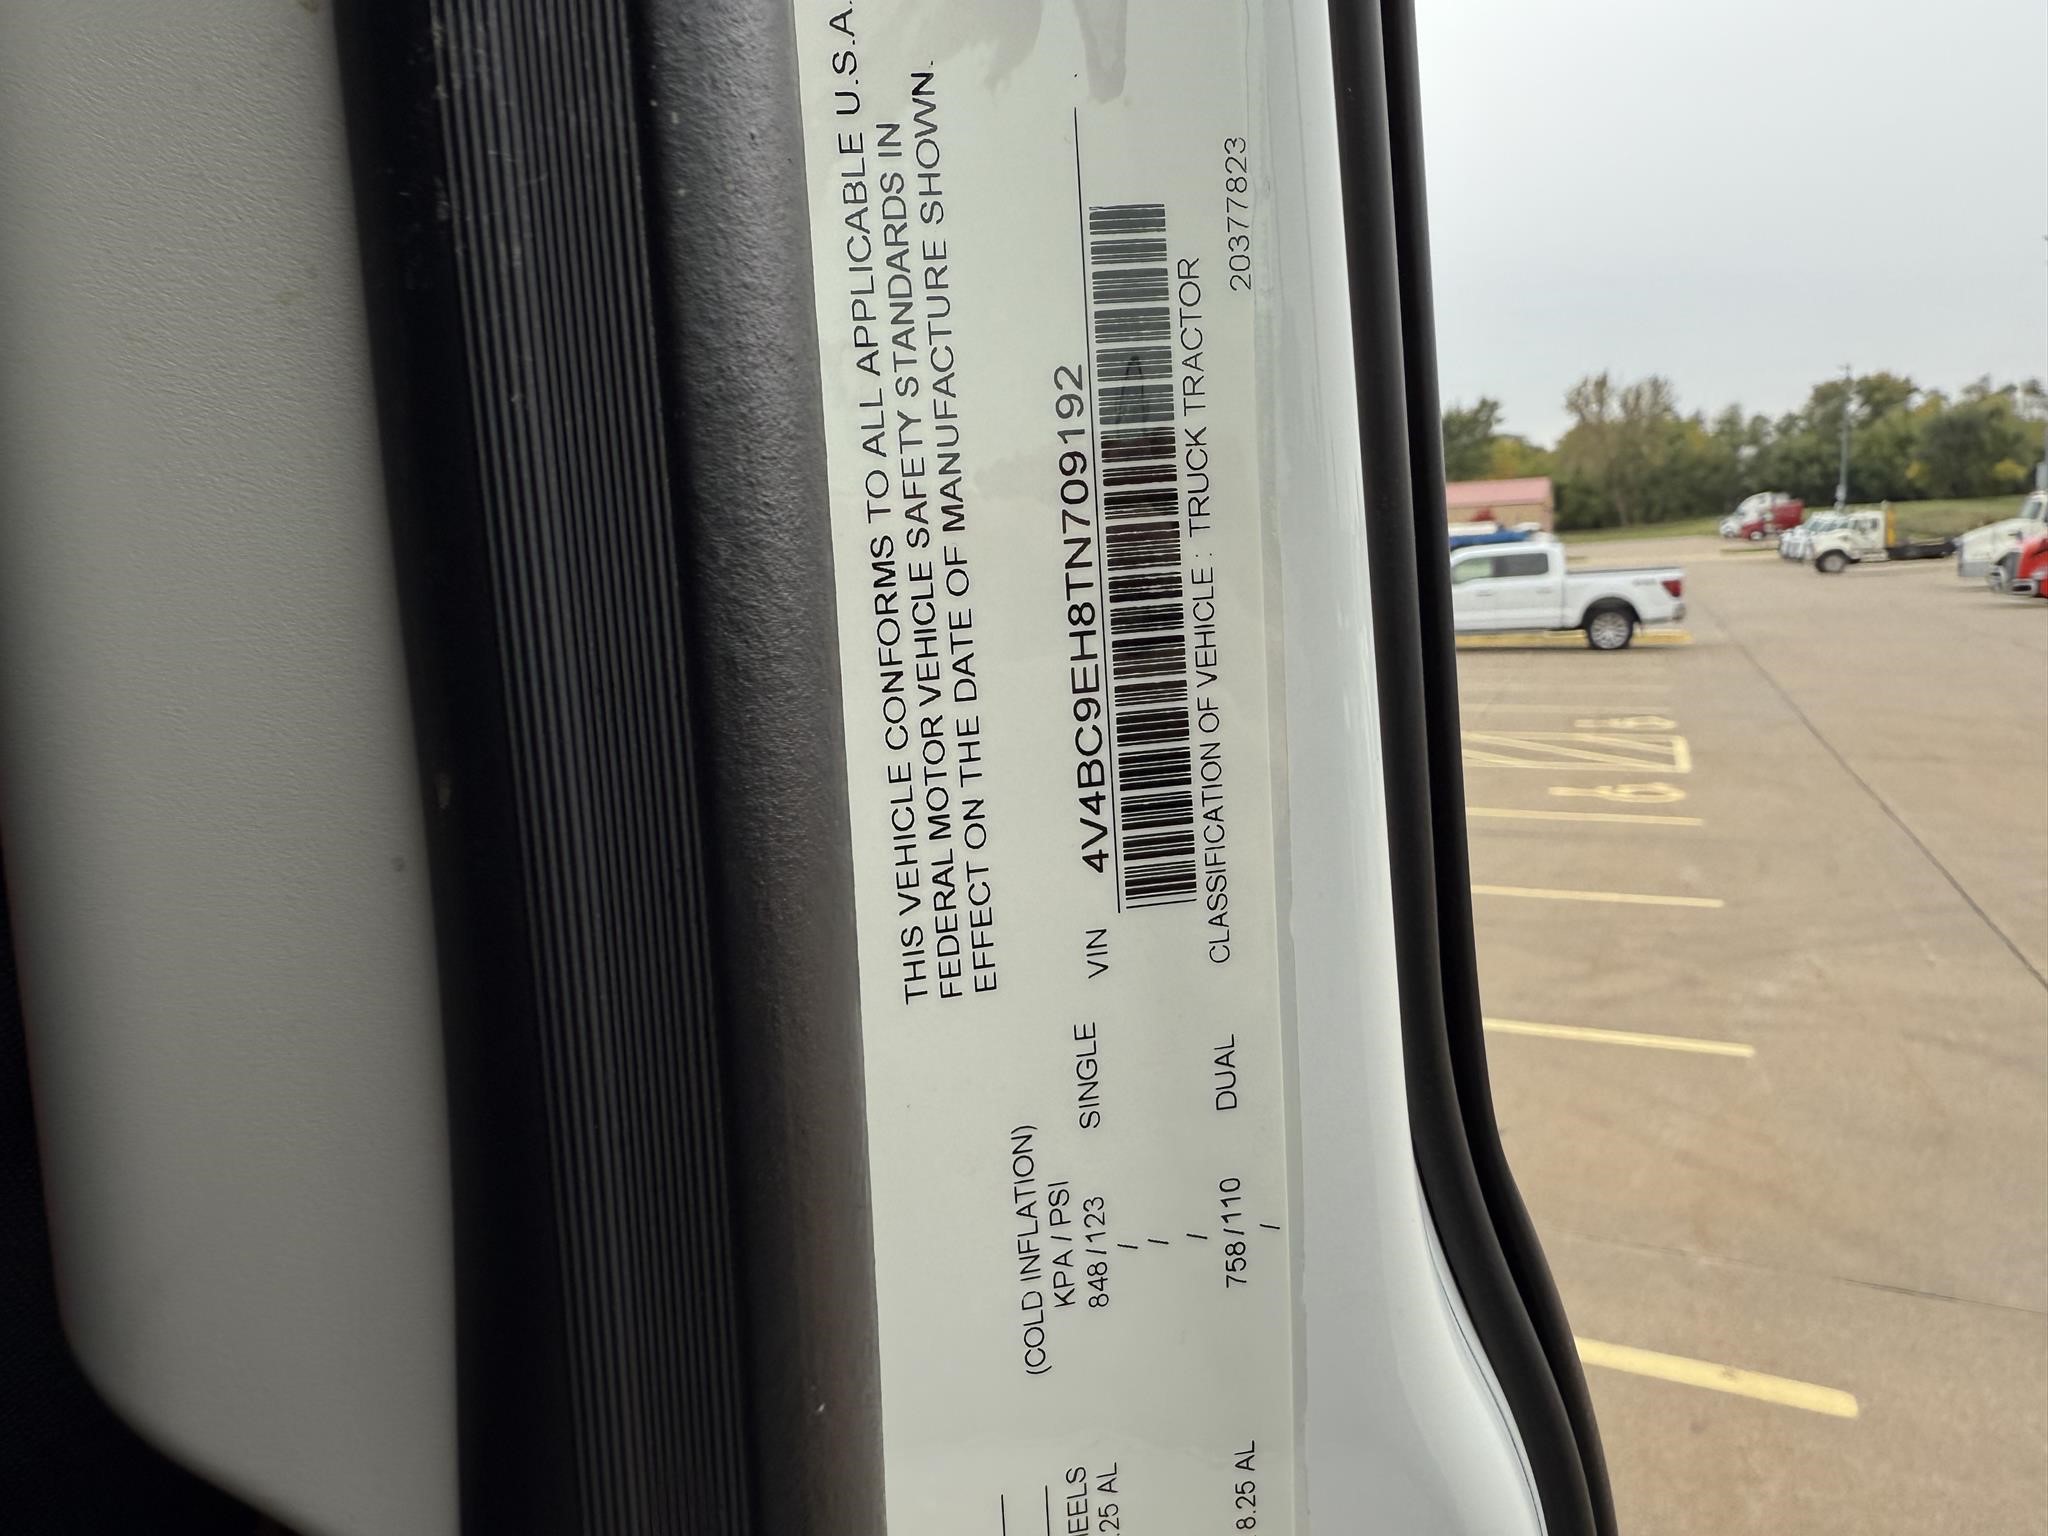 THIS VEHICLE CONFORMS TO ALL APPLICABLE U.S.A.
FEDERAL MOTOR VEHICLE SAFETY STANDARDS IN
EFFECT ON THE DATE OF MANUFACTURE SHOWN.
(COLD INFLATION)
KPA / PSI
HEELS 848 / 123 SINGLE VIN 4V4BC9EH8TN709192
.25 AL /
/
/
CLASSIFICATION OF VEHICLE : TRUCK TRACTOR
758 / 110 DUAL
8.25 AL /
20377823